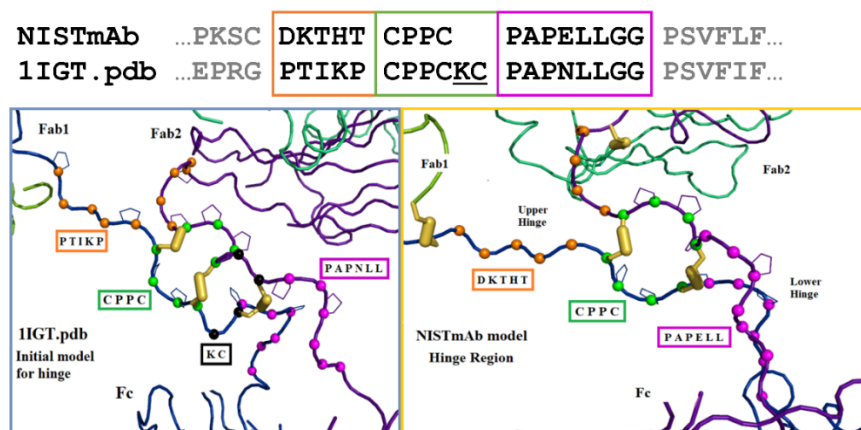 NISTmAb ...PKSC DKTHT CPPC PAPELLGG PSVFLF...
1IGT.pdb ...EPRG PTIKP CPPCKC PAPNLLGG PSVFIF...
Fab1
Fab2
PTIKP
PAPNLL
CPPC
1IGT.pdb
Initial model
for hinge
KC
Fc
Fab1
Fab2
Upper
Hinge
DKTHT
Lower
Hinge
CPPC
NISTmAb model
Hinge Region
PAPELL
Fc